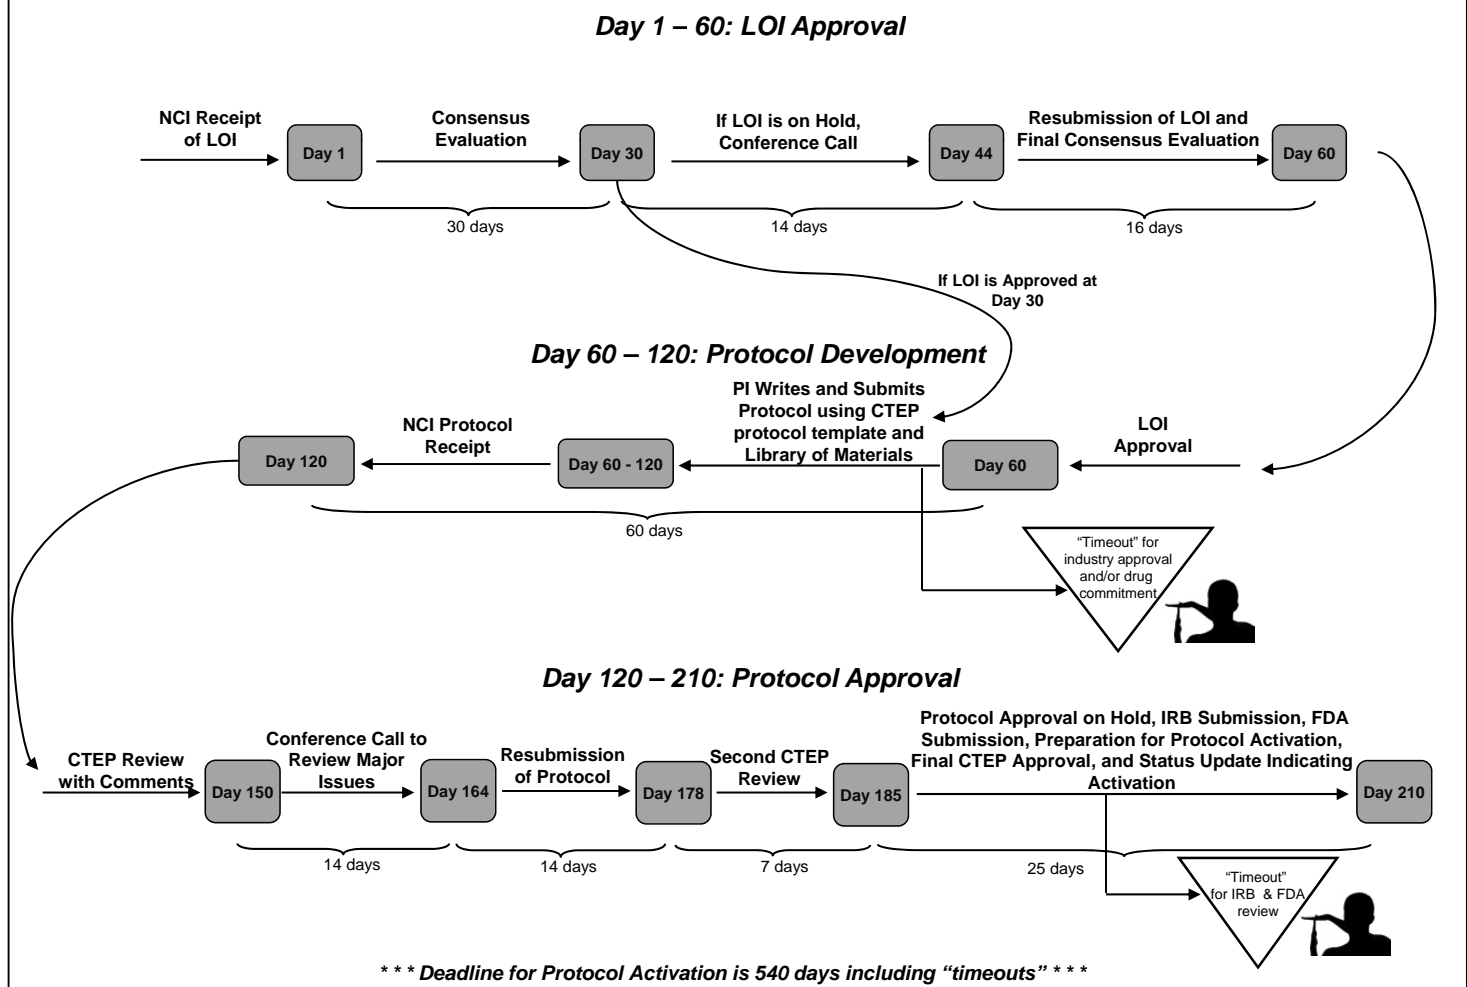 Day 1 – 60: LOI Approval
NCI Receipt
of LOI
Day 1
Consensus
Evaluation
Day 30
If LOI is on Hold,
Conference Call
Day 44
Resubmission of LOI and
Final Consensus Evaluation
Day 60
30 days
14 days
16 days
If LOI is Approved at
Day 30
Day 60 – 120: Protocol Development
Day 120
NCI Protocol
Receipt
Day 60 - 120
PI Writes and Submits
Protocol using CTEP
protocol template and
Library of Materials
Day 60
LOI
Approval
60 days
“Timeout” for
industry approval
and/or drug
commitment
Day 120 – 210: Protocol Approval
CTEP Review
with Comments
Day 150
Conference Call to
Review Major
Issues
Day 164
Resubmission
of Protocol
Day 178
Second CTEP
Review
Day 185
Protocol Approval on Hold, IRB Submission, FDA
Submission, Preparation for Protocol Activation,
Final CTEP Approval, and Status Update Indicating
Activation
Day 210
14 days
14 days
7 days
25 days
“Timeout”
for IRB & FDA
review
* * * Deadline for Protocol Activation is 540 days including “timeouts” * * *